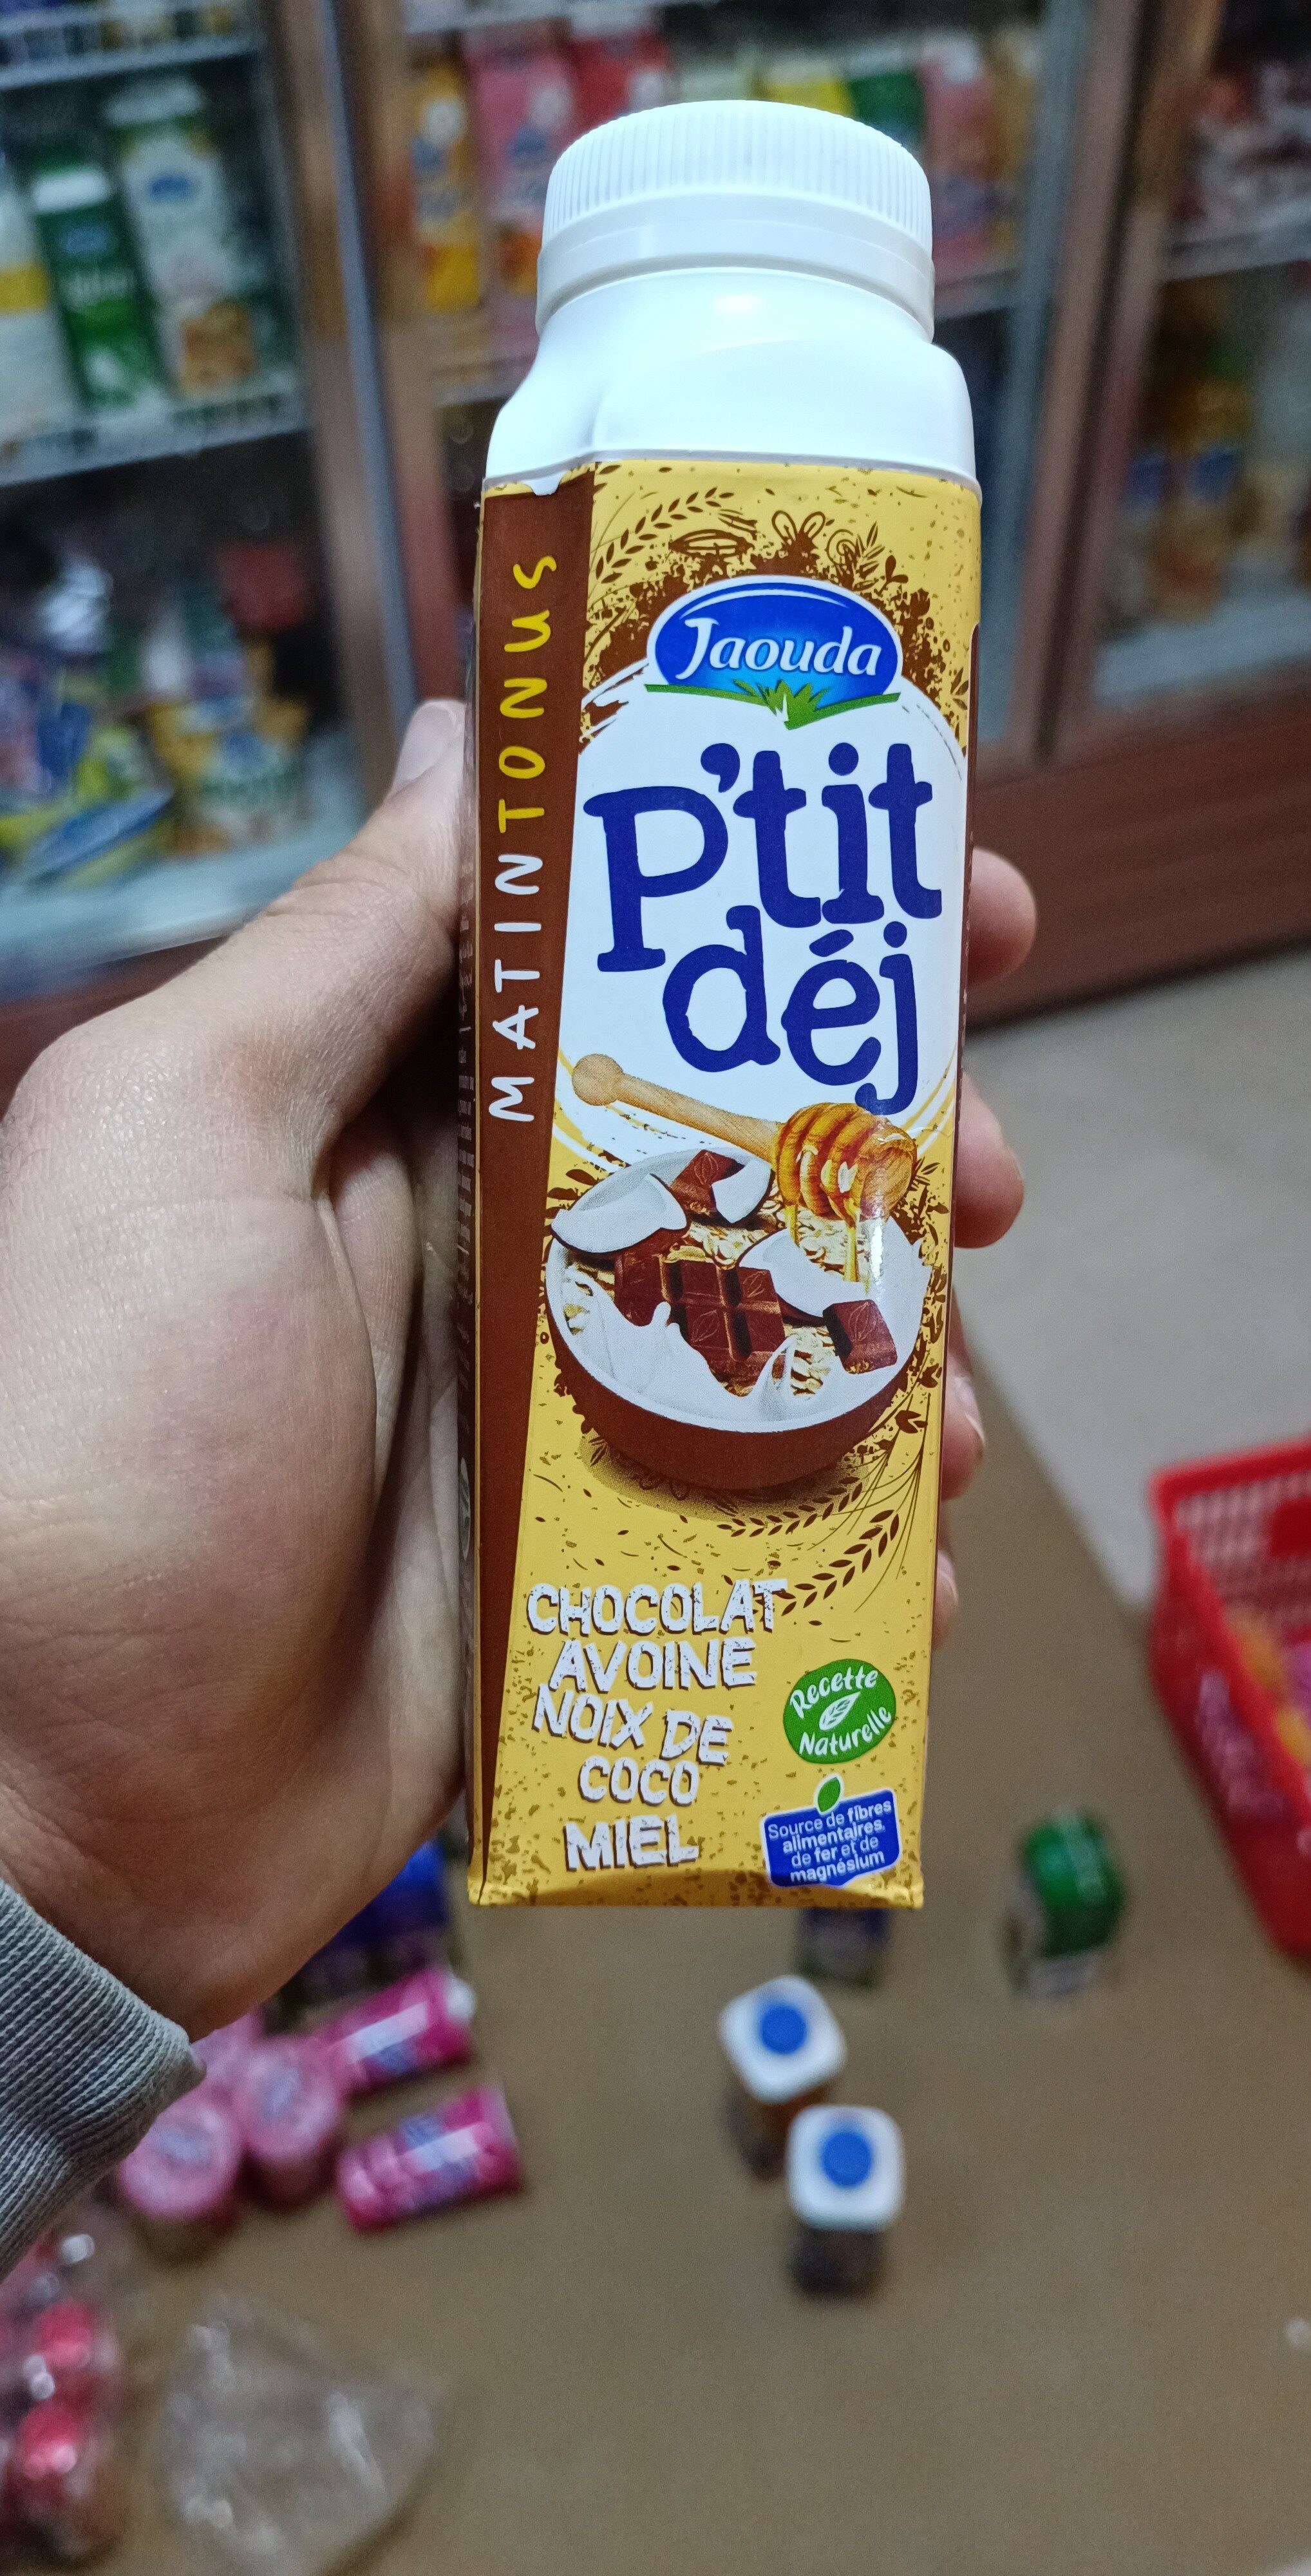 MATINTONUS
Jaouda
P'tit
déj
CHOCOLAT
AVOINE
NOIX DE
COCO
MIEL
Recette
Naturelle
Source de fibres
alimentaires,
de fer et de
magnésium